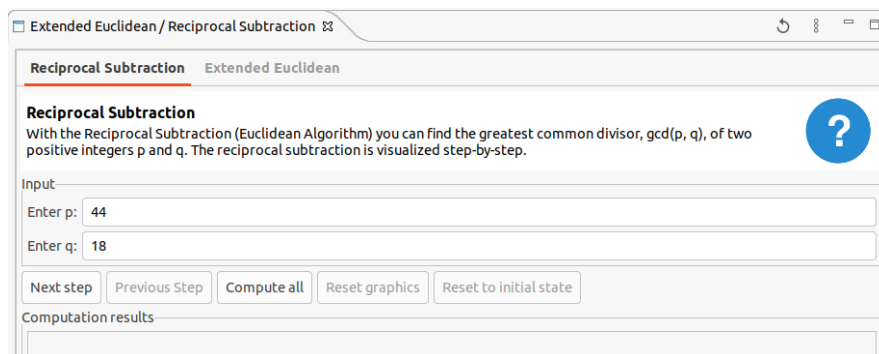 Extended Euclidean / Reciprocal Subtraction
Reciprocal Subtraction Extended Euclidean
Reciprocal Subtraction
With the Reciprocal Subtraction (Euclidean Algorithm) you can find the greatest common divisor, gcd(p, q), of two
positive integers p and q. The reciprocal subtraction is visualized step-by-step.
?
Input
Enter p: 44
Enter q: 18
Next step Previous Step Compute all Reset graphics Reset to initial state
Computation results